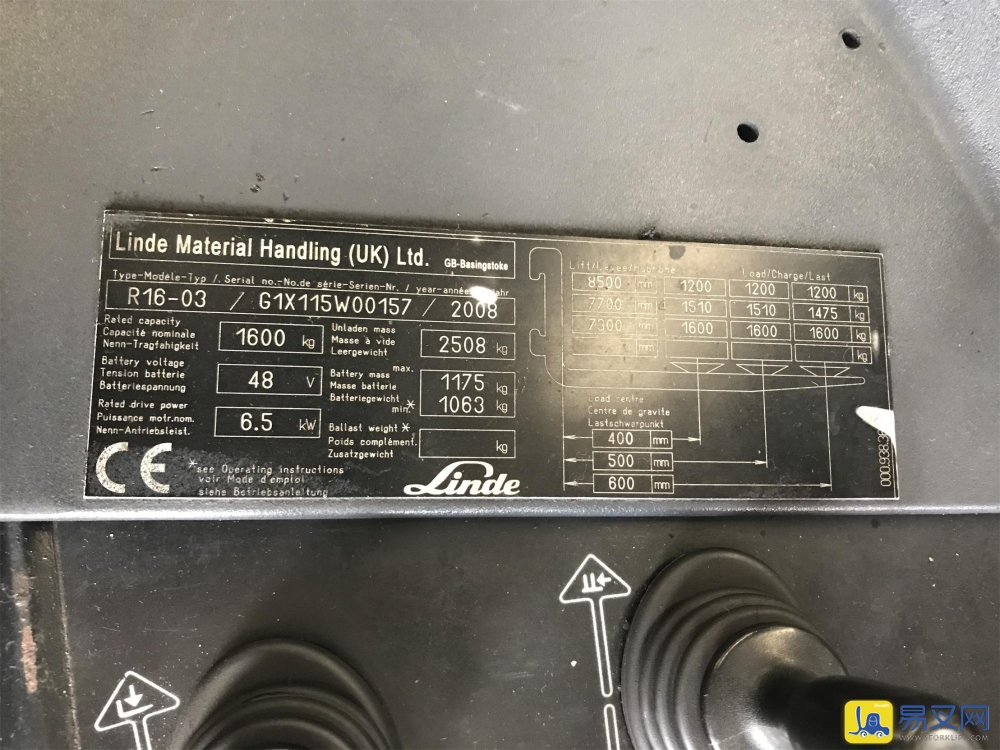 Linde Material Handling (UK) Ltd. GB-Basingstoke
Type-Modèle-Typ / Serial no.-No.de série-Serien-Nr. / year-année
R16-03 / G1X115W00157 / 2008
Rated capacity
Capacité nominale
Nenn-Tragfähigkeit
1600 kg
Unladen mass
Masse à vide
Leergewicht
2508 kg
Battery voltage
Tension batterie
Batteriespannung
48 V
Battery mass max.
Masse batterie
Batteriegewicht min.*
1175 kg
1063 kg
Rated drive power
Puissance motr.nom.
Nenn-Antriebsleist.
6.5 kW
Ballast weight *
Poids complément.
Zusatzgewicht
kg
CE
*see Operating instructions
voir Mode d'emploi
siehe Betriebsanleitung
Linde
Lift/Levée/Hubhöhe Load/Charge/Last
8500 mm 1200 1200 1200 kg
7700 mm 1510 1510 1475 kg
7300 mm 1600 1600 1600 kg
mm kg
Load centre
Centre de gravite
Lastschwerpunkt
400 mm
500 mm
600 mm
易叉网